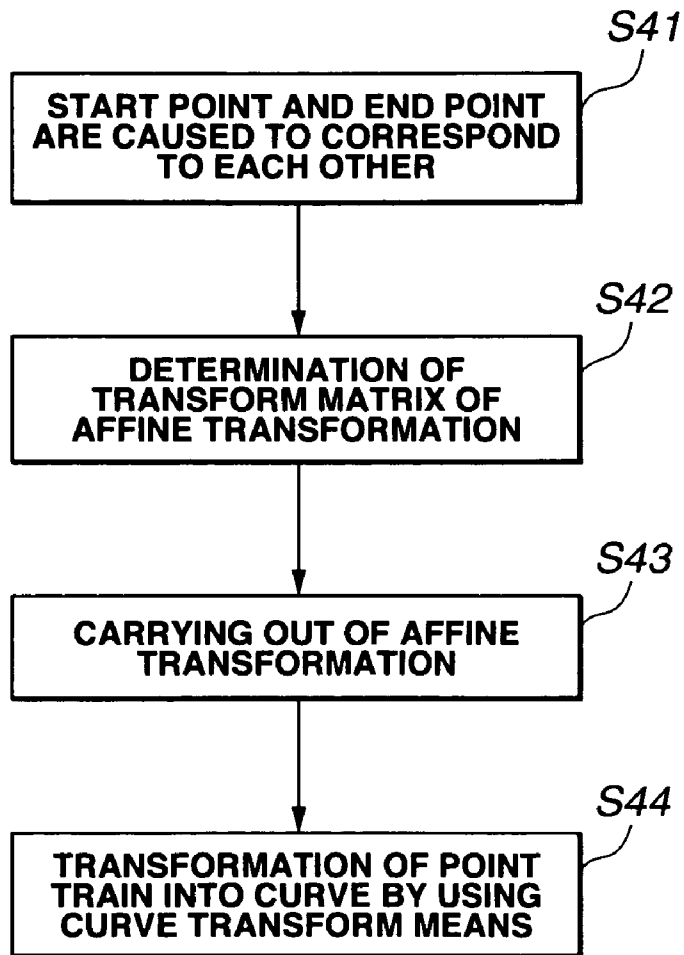 S41
START POINT AND END POINT
ARE CAUSED TO CORRESPOND
TO EACH OTHER
S42
DETERMINATION OF
TRANSFORM MATRIX OF
AFFINE TRANSFORMATION
S43
CARRYING OUT OF AFFINE
TRANSFORMATION
S44
TRANSFORMATION OF POINT
TRAIN INTO CURVE BY USING
CURVE TRANSFORM MEANS